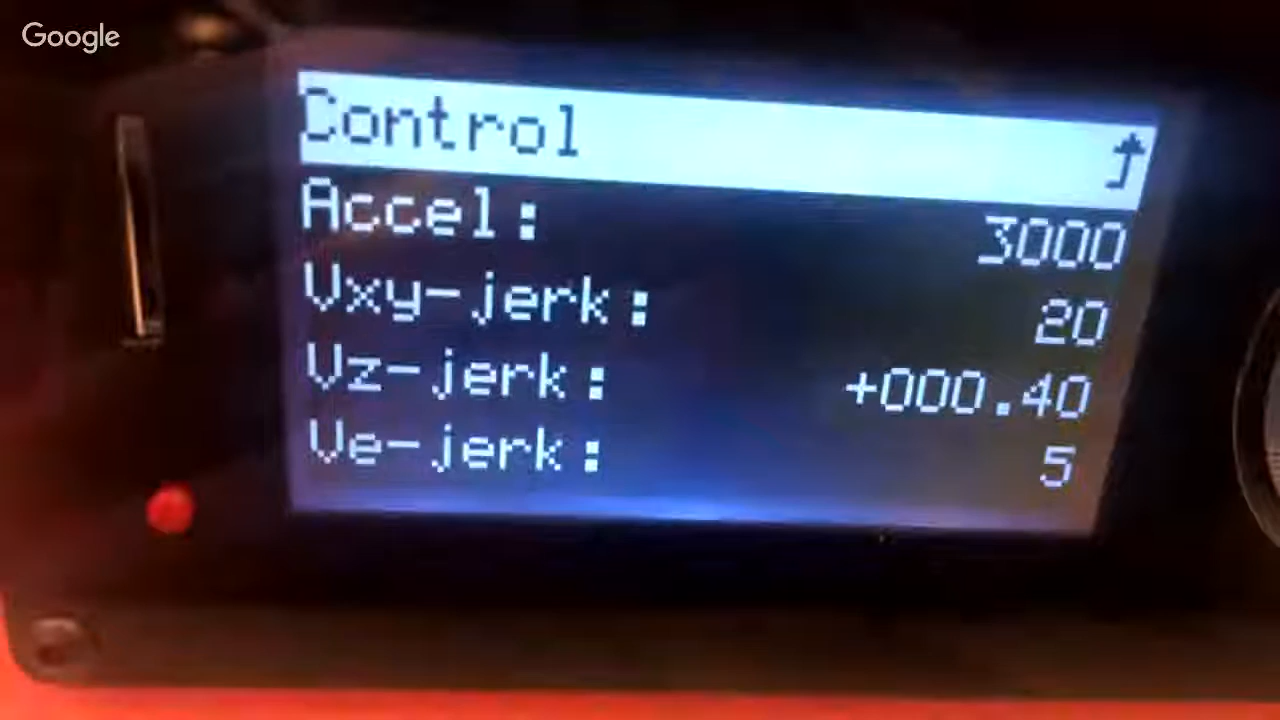 Google
Control
Accel: 3000
Vxy-jerk: 20
Vz-jerk: +000.40
Ve-jerk: 5